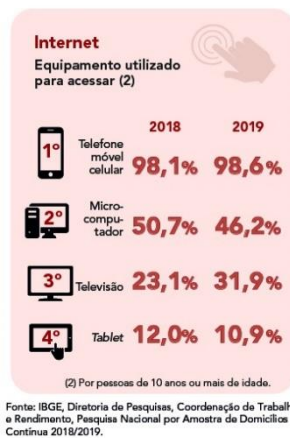 Internet
Equipamento utilizado
para acessar (2)
2018 2019
1º Telefone
móvel
celular 98,1% 98,6%
2º Micro-
compu-
tador 50,7% 46,2%
3º Televisão 23,1% 31,9%
4º Tablet 12,0% 10,9%
(2) Por pessoas de 10 anos ou mais de idade.
Fonte: IBGE, Diretoria de Pesquisas, Coordenação de Trabalh
e Rendimento, Pesquisa Nacional por Amostra de Domicílios
Contínua 2018/2019.